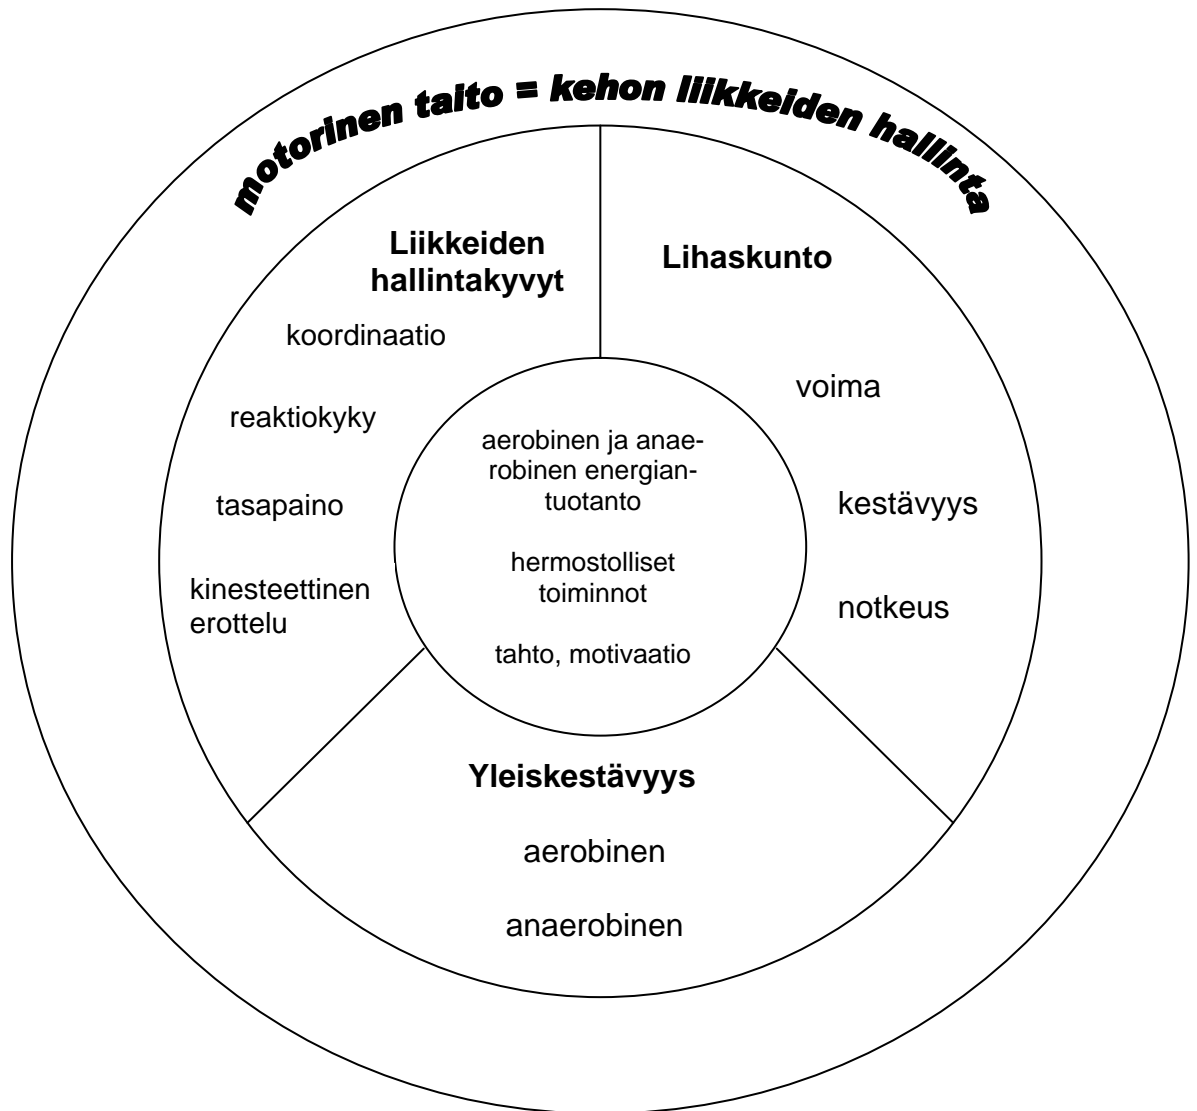 motorinen taito = kehon liikkeiden hallinta
Liikkeiden
hallintakyvyt
koordinaatio
reaktiokyky
tasapaino
kinesteettinen
erottelu
Lihaskunto
voima
kestävyys
notkeus
aerobinen ja anae-
robinen energian-
tuotanto
hermostolliset
toiminnot
tahto, motivaatio
Yleiskestävyys
aerobinen
anaerobinen